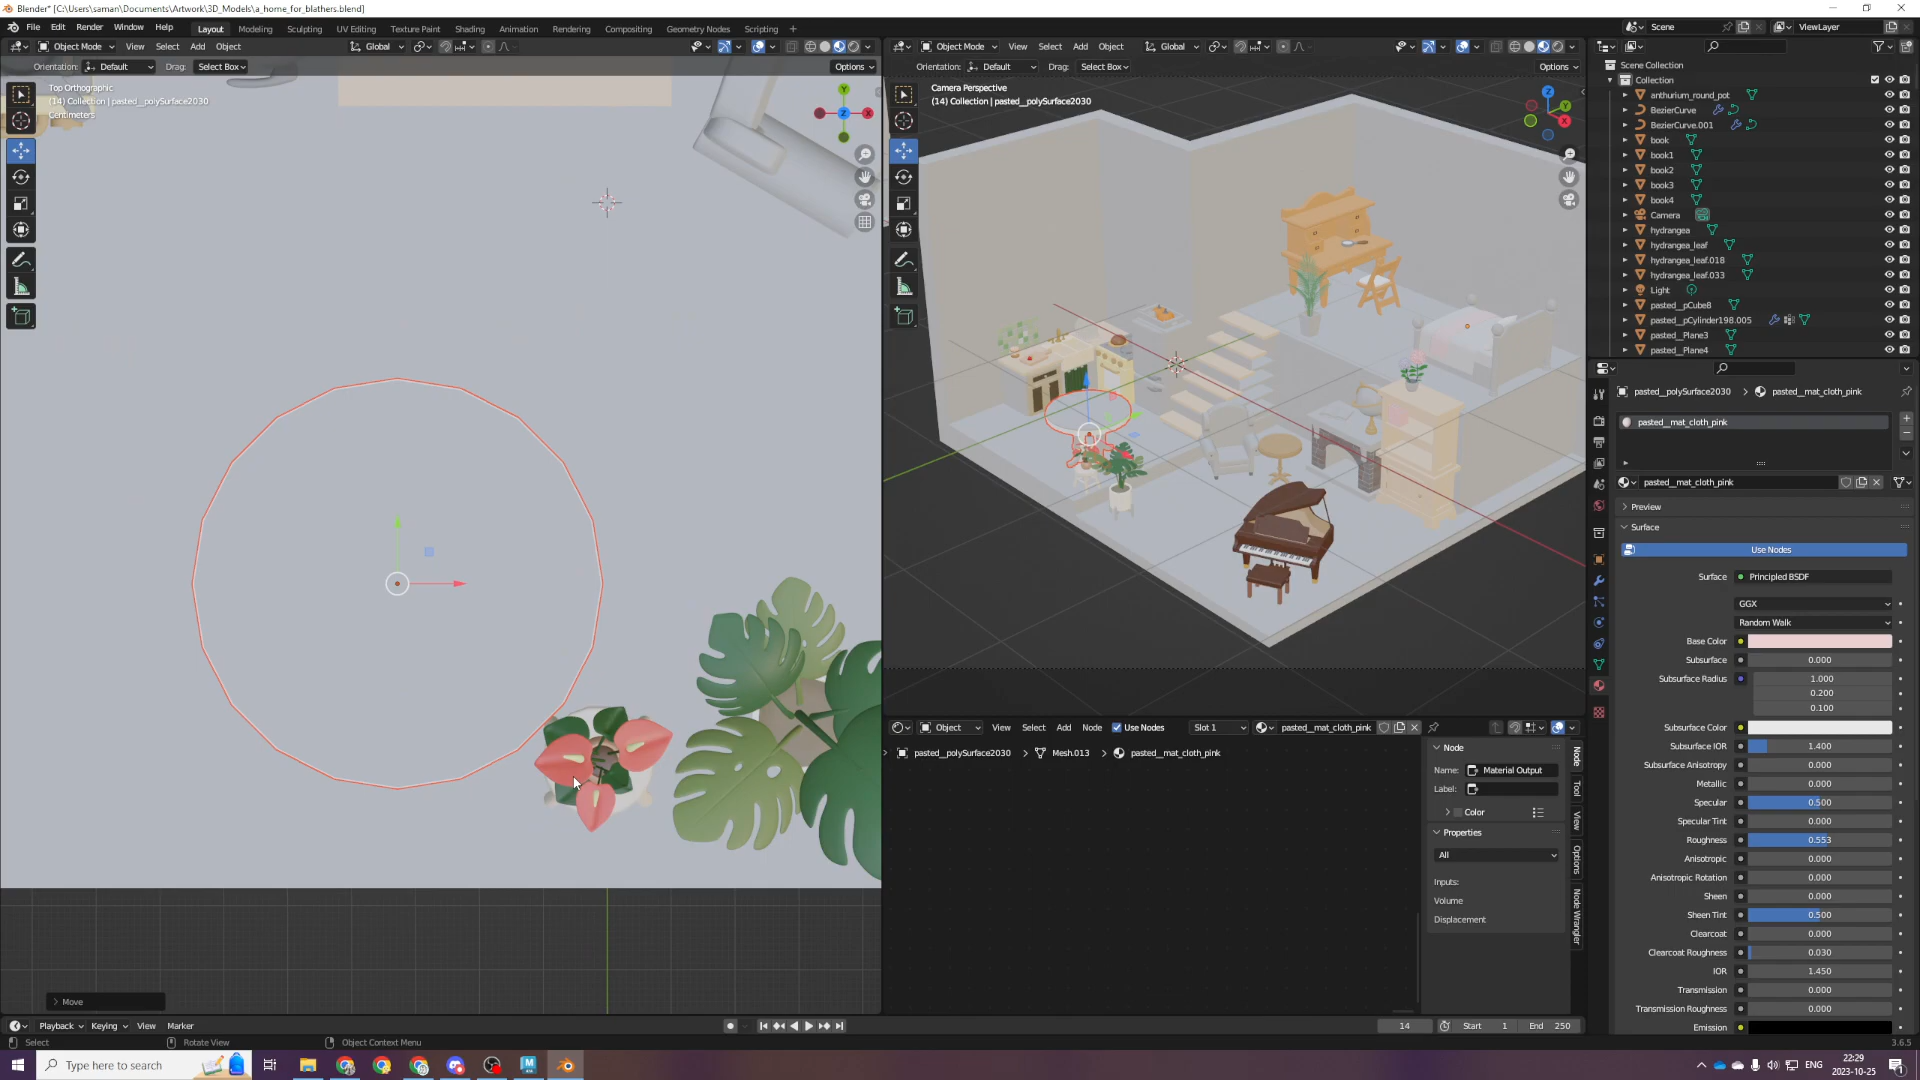 Blender* [C:\Users\saman\Documents\Artwork\3D_Models\a_home_for_blathers.blend]
File Edit Render Window Help Layout Modeling Sculpting UV Editing Texture Paint Shading Animation Rendering Compositing Geometry Nodes Scripting + Scene ViewLayer
Object Mode View Select Add Object Global
Orientation: Default Drag: Select Box Options
Top Orthographic
(14) Collection | pasted__polySurface2030
Centimeters
Y
Z
X
Move
Object Mode View Select Add Object Global
Orientation: Default Drag: Select Box Options
Camera Perspective
(14) Collection | pasted__polySurface2030
Z
Y
X
Object View Select Add Node Use Nodes Slot 1 pasted__mat_cloth_pink
pasted__polySurface2030 > Mesh.013 > pasted__mat_cloth_pink
Node
Name: Material Output
Label:
Color
Properties
All
Inputs:
Volume
Displacement
Node
Tool
View
Options
Node Wrangler
Scene Collection
Collection
anthurium_round_pot
BezierCurve
BezierCurve.001
book
book1
book2
book3
book4
Camera
hydrangea
hydrangea_leaf
hydrangea_leaf.018
hydrangea_leaf.033
Light
pasted__pCube8
pasted__pCylinder198.005
pasted__Plane3
pasted__Plane4
pasted__polySurface2030 > pasted__mat_cloth_pink
pasted__mat_cloth_pink
pasted__mat_cloth_pink
Preview
Surface
Use Nodes
Surface Principled BSDF
GGX
Random Walk
Base Color
Subsurface 0.000
Subsurface Radius 1.000
0.200
0.100
Subsurface Color
Subsurface IOR 1.400
Subsurface Anisotropy 0.000
Metallic 0.000
Specular 0.500
Specular Tint 0.000
Roughness 0.553
Anisotropic 0.000
Anisotropic Rotation 0.000
Sheen 0.000
Sheen Tint 0.500
Clearcoat 0.000
Clearcoat Roughness 0.030
IOR 1.450
Transmission 0.000
Transmission Roughness 0.000
Emission
Playback Keying View Marker 14 Start 1 End 250
Select Rotate View Object Context Menu 3.6.5
Type here to search ENG 22:29
2023-10-25
1